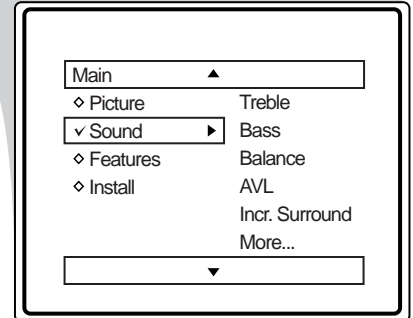 Main
Picture
Sound
Features
Install
Treble
Bass
Balance
AVL
Incr. Surround
More...